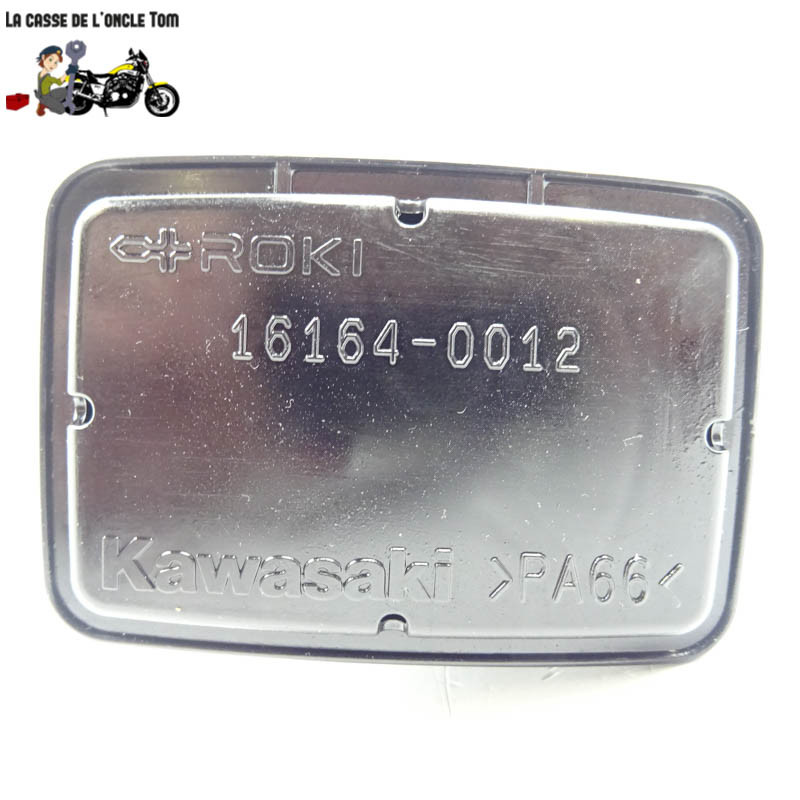 LA CASSE DE L'ONCLE TOM
ROKI
16164-0012
Kawasaki >PA66<